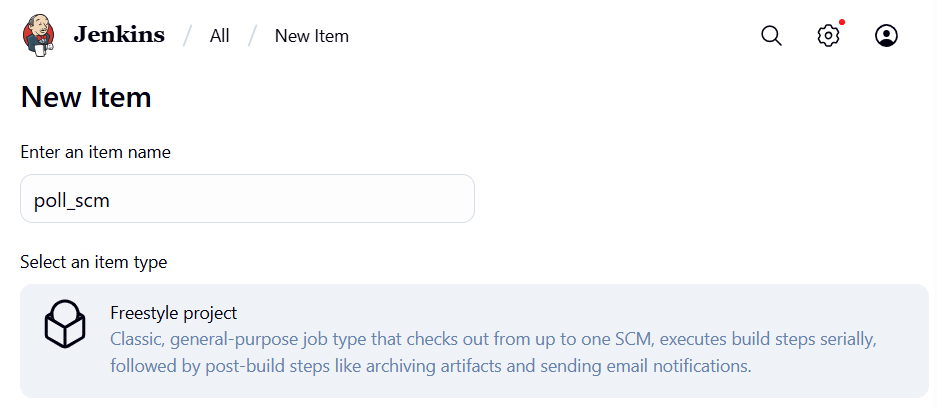 Jenkins / All / New Item
New Item
Enter an item name
poll_scm
Select an item type
Freestyle project
Classic, general-purpose job type that checks out from up to one SCM, executes build steps serially,
followed by post-build steps like archiving artifacts and sending email notifications.